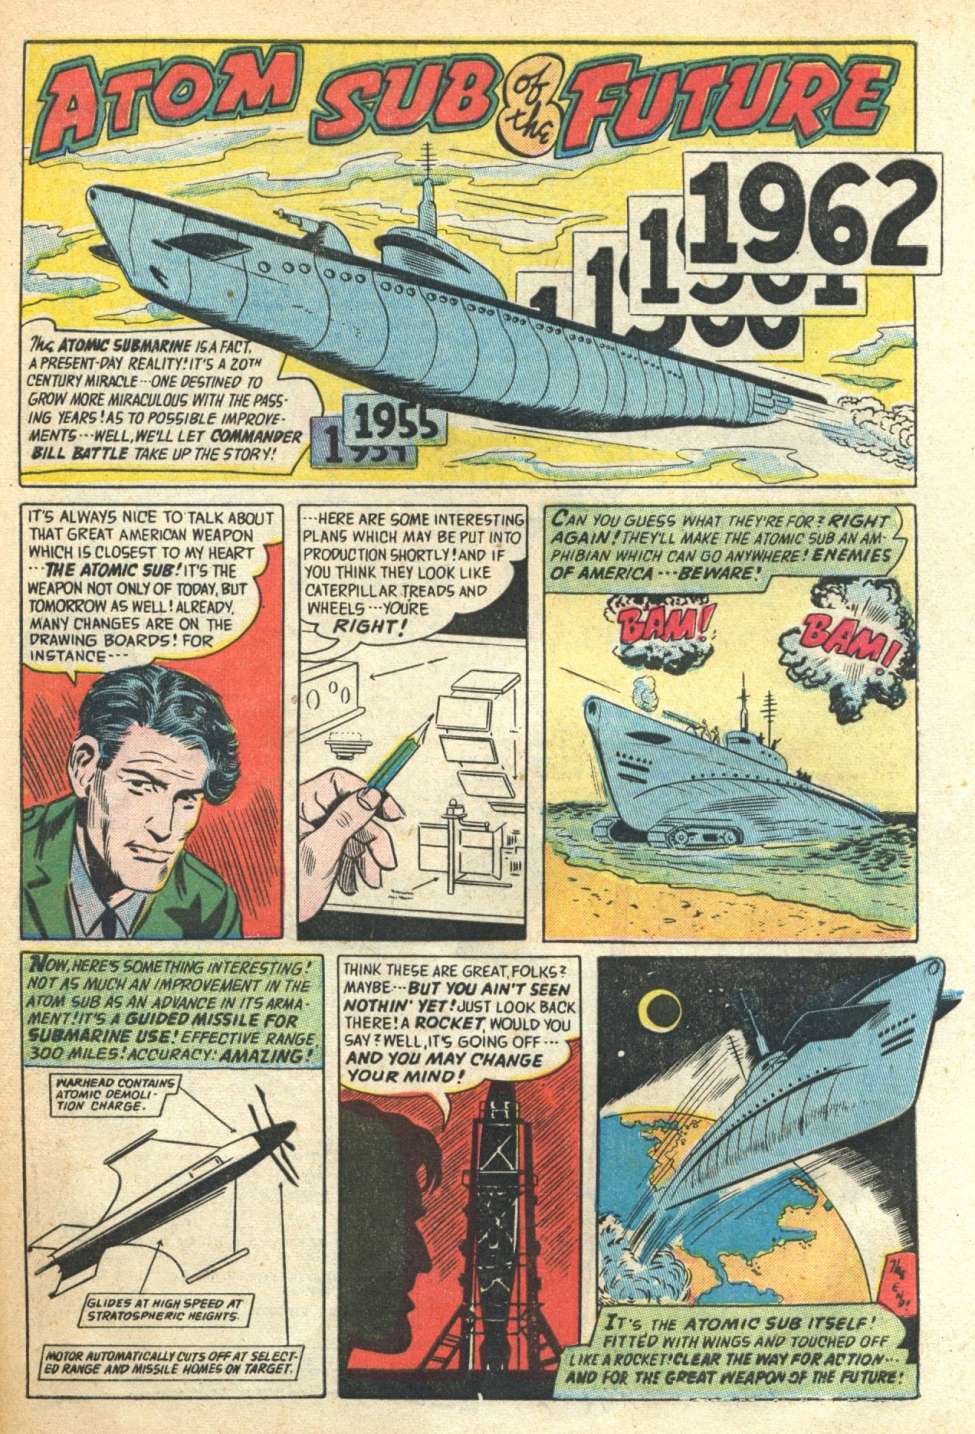 ATOM SUB of the FUTURE
1962
1961
1960
1955
1954
The ATOMIC SUBMARINE IS A FACT,
A PRESENT-DAY REALITY! IT'S A 20TH
CENTURY MIRACLE--- ONE DESTINED TO
GROW MORE MIRACULOUS WITH THE PASS-
ING YEARS! AS TO POSSIBLE IMPROVE-
MENTS--- WELL, WE'LL LET COMMANDER
BILL BATTLE TAKE UP THE STORY!
IT'S ALWAYS NICE TO TALK ABOUT
THAT GREAT AMERICAN WEAPON
WHICH IS CLOSEST TO MY HEART
---THE ATOMIC SUB! IT'S THE
WEAPON NOT ONLY OF TODAY, BUT
TOMORROW AS WELL! ALREADY,
MANY CHANGES ARE ON THE
DRAWING BOARDS! FOR
INSTANCE---
---HERE ARE SOME INTERESTING
PLANS WHICH MAY BE PUT INTO
PRODUCTION SHORTLY! AND IF
YOU THINK THEY LOOK LIKE
CATERPILLAR TREADS AND
WHEELS---YOURE
RIGHT!
CAN YOU GUESS WHAT THEY'RE FOR? RIGHT
AGAIN! THEY'LL MAKE THE ATOMIC SUB AN AM-
PHIBIAN WHICH CAN GO ANYWHERE! ENEMIES
OF AMERICA---BEWARE!
BAM!
BAM!
NOW, HERE'S SOMETHING INTERESTING!
NOT AS MUCH AN IMPROVEMENT IN THE
ATOM SUB AS AN ADVANCE IN ITS ARMA-
MENT! IT'S A GUIDED MISSILE FOR
SUBMARINE USE! EFFECTIVE RANGE,
300 MILES! ACCURACY: AMAZING!
WARHEAD CONTAINS
ATOMIC DEMOLI-
TION CHARGE.
GLIDES AT HIGH SPEED AT
STRATOSPHERIC HEIGHTS.
MOTOR AUTOMATICALLY CUTS OFF AT SELECT-
ED RANGE AND MISSILE HOMES ON TARGET.
THINK THESE ARE GREAT, FOLKS?
MAYBE---BUT YOU AIN'T SEEN
NOTHIN' YET! JUST LOOK BACK
THERE! A ROCKET, WOULD YOU
SAY? WELL, IT'S GOING OFF---
AND YOU MAY CHANGE
YOUR MIND!
The
END!
IT'S THE ATOMIC SUB ITSELF!
FITTED WITH WINGS AND TOUCHED OFF
LIKE A ROCKET! CLEAR THE WAY FOR ACTION---
AND FOR THE GREAT WEAPON OF THE FUTURE!